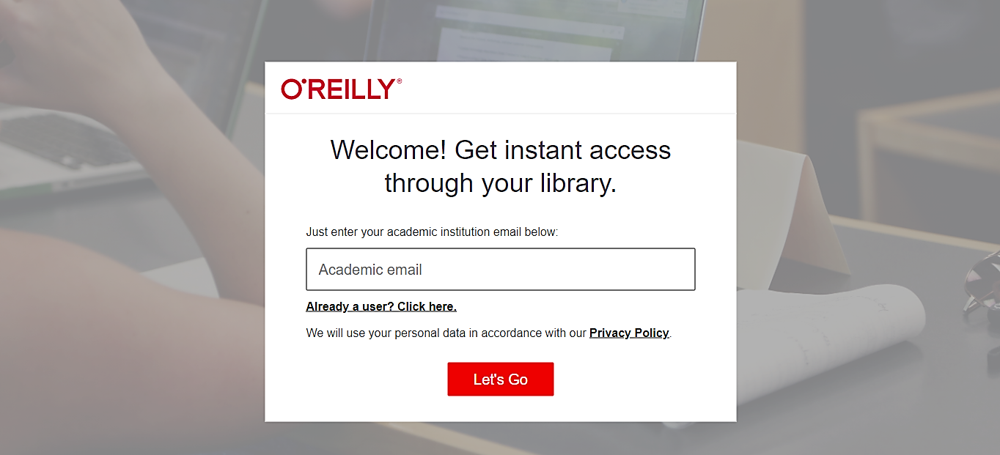 O'REILLY®
Welcome! Get instant access
through your library.
Just enter your academic institution email below:
Academic email
Already a user? Click here.
We will use your personal data in accordance with our Privacy Policy.
Let's Go